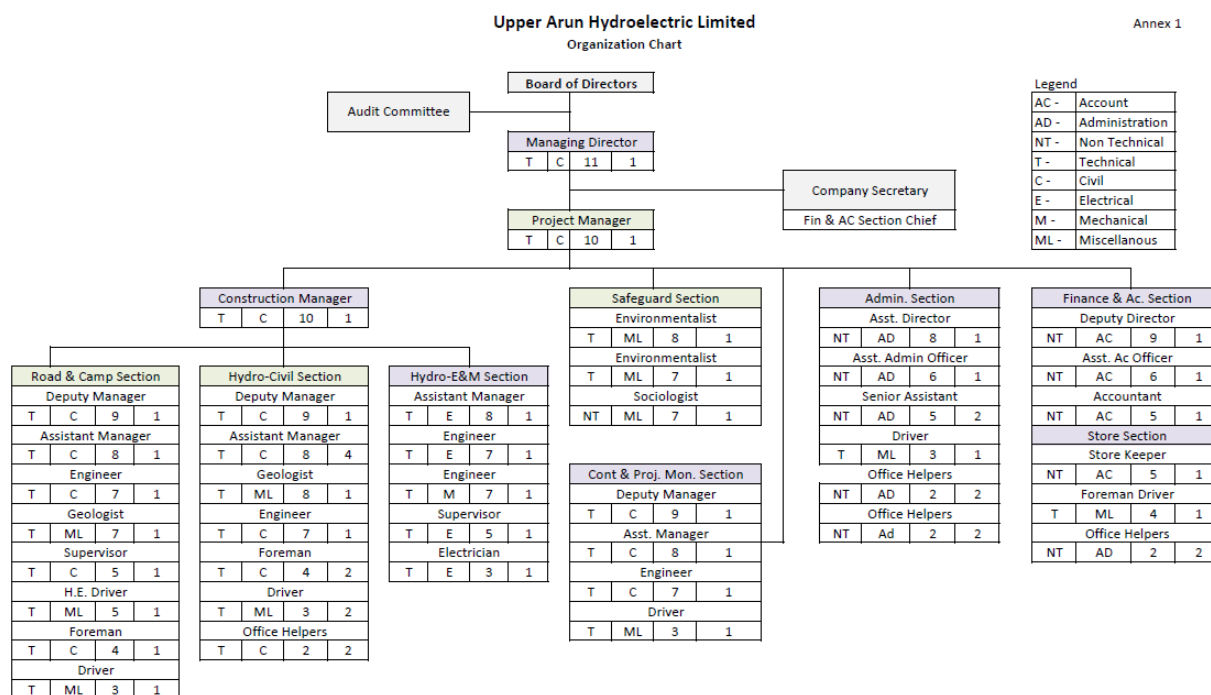 Upper Arun Hydroelectric Limited
Annex 1
Organization Chart
Board of Directors
Audit Committee
Managing Director
T C 11 1
Company Secretary
Fin & AC Section Chief
Project Manager
T C 10 1
Legend
AC - Account
AD - Administration
NT - Non Technical
T - Technical
C - Civil
E - Electrical
M - Mechanical
ML - Miscellanous
Construction Manager
T C 10 1
Road & Camp Section
Deputy Manager
T C 9 1
Assistant Manager
T C 8 1
Engineer
T C 7 1
Geologist
T ML 7 1
Supervisor
T C 5 1
H.E. Driver
T ML 5 1
Foreman
T C 4 1
Driver
T ML 3 1
Hydro-Civil Section
Deputy Manager
T C 9 1
Assistant Manager
T C 8 4
Geologist
T ML 8 1
Engineer
T C 7 1
Foreman
T C 4 2
Driver
T ML 3 2
Office Helpers
T C 2 2
Hydro-E&M Section
Assistant Manager
T E 8 1
Engineer
T E 7 1
Engineer
T M 7 1
Supervisor
T E 5 1
Electrician
T E 3 1
Safeguard Section
Environmentalist
T ML 8 1
Environmentalist
T ML 7 1
Sociologist
NT ML 7 1
Cont & Proj. Mon. Section
Deputy Manager
T C 9 1
Asst. Manager
T C 8 1
Engineer
T C 7 1
Driver
T ML 3 1
Admin. Section
Asst. Director
NT AD 8 1
Asst. Admin Officer
NT AD 6 1
Senior Assistant
NT AD 5 2
Driver
T ML 3 1
Office Helpers
NT AD 2 2
Office Helpers
NT Ad 2 2
Finance & Ac. Section
Deputy Director
NT AC 9 1
Asst. Ac Officer
NT AC 6 1
Accountant
NT AC 5 1
Store Section
Store Keeper
NT AC 5 1
Foreman Driver
T ML 4 1
Office Helpers
NT AD 2 2